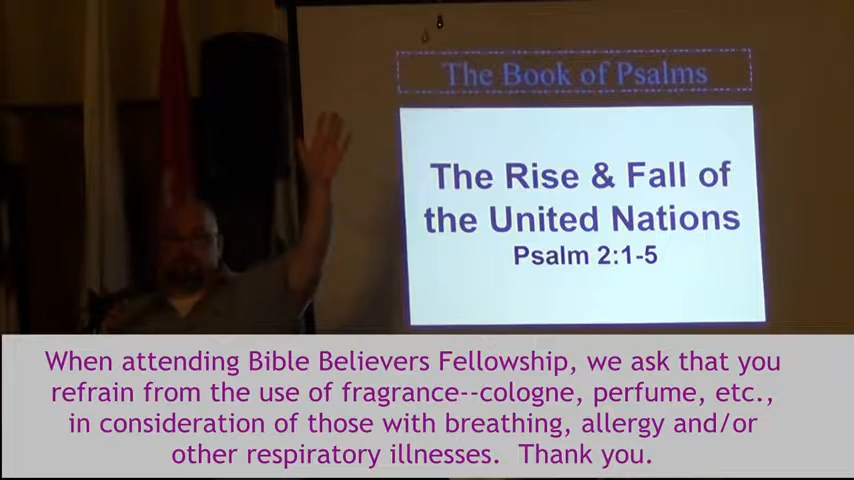 The Book of Psalms
The Rise & Fall of
the United Nations
Psalm 2:1-5
When attending Bible Believers Fellowship, we ask that you
refrain from the use of fragrance--cologne, perfume, etc.,
in consideration of those with breathing, allergy and/or
other respiratory illnesses.  Thank you.